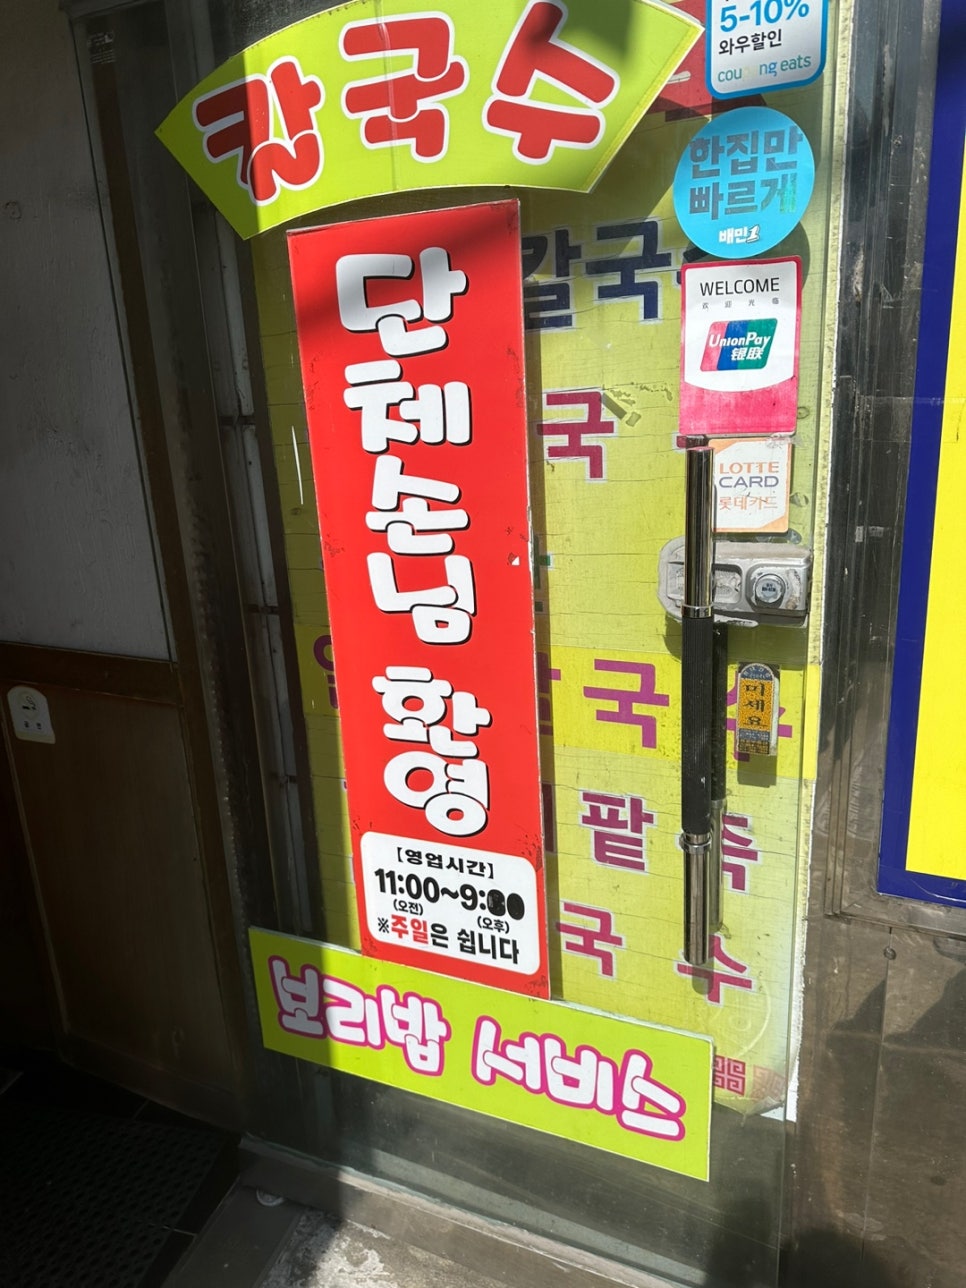 칼국수
단체손님 환영
【영업시간】
11:00~9:00
(오전) (오후)
※주일은 쉽니다
보리밥 서비스
5-10%
와우할인
coupang eats
한집만
빠르게
배민1
WELCOME
欢迎光临
UnionPay
银联
LOTTE
CARD
롯데카드
미세요
칼국
국
칼국수
팥죽
국수